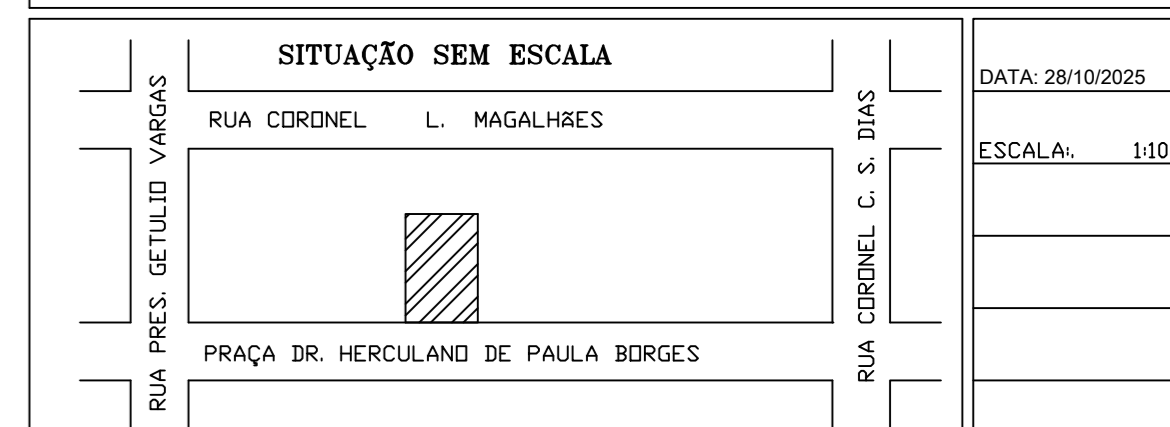 SITUAÇÃO SEM ESCALA
RUA CORONEL L. MAGALHÃES
RUA PRES. GETULIO VARGAS
RUA CORONEL C. S. DIAS
PRAÇA DR. HERCULANO DE PAULA BORGES
DATA: 28/10/2025
ESCALA:. 1:10